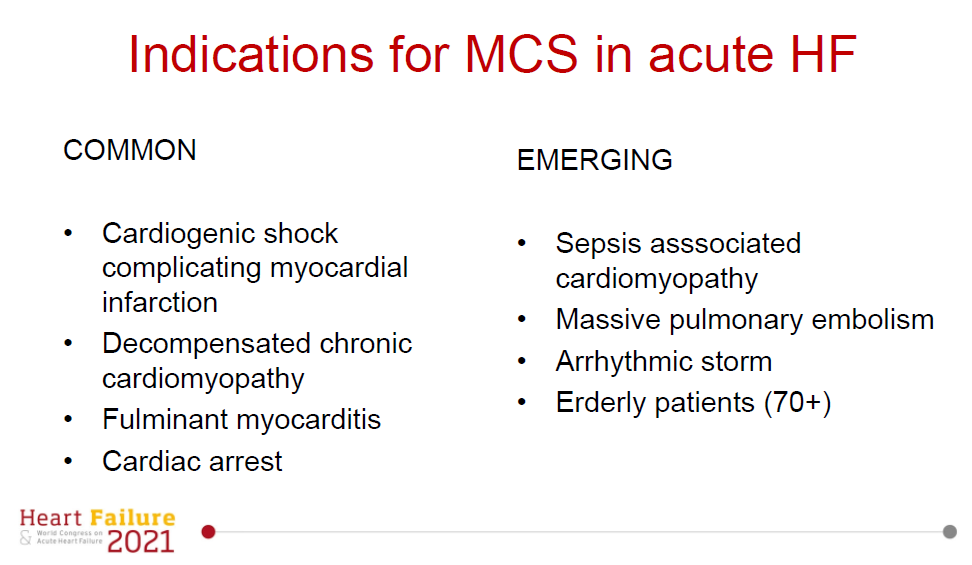 Indications for MCS in acute HF
COMMON
• Cardiogenic shock
complicating myocardial
infarction
• Decompensated chronic
cardiomyopathy
• Fulminant myocarditis
• Cardiac arrest
EMERGING
• Sepsis asssociated
cardiomyopathy
• Massive pulmonary embolism
• Arrhythmic storm
• Erderly patients (70+)
Heart Failure
& World Congress on
Acute Heart Failure 2021